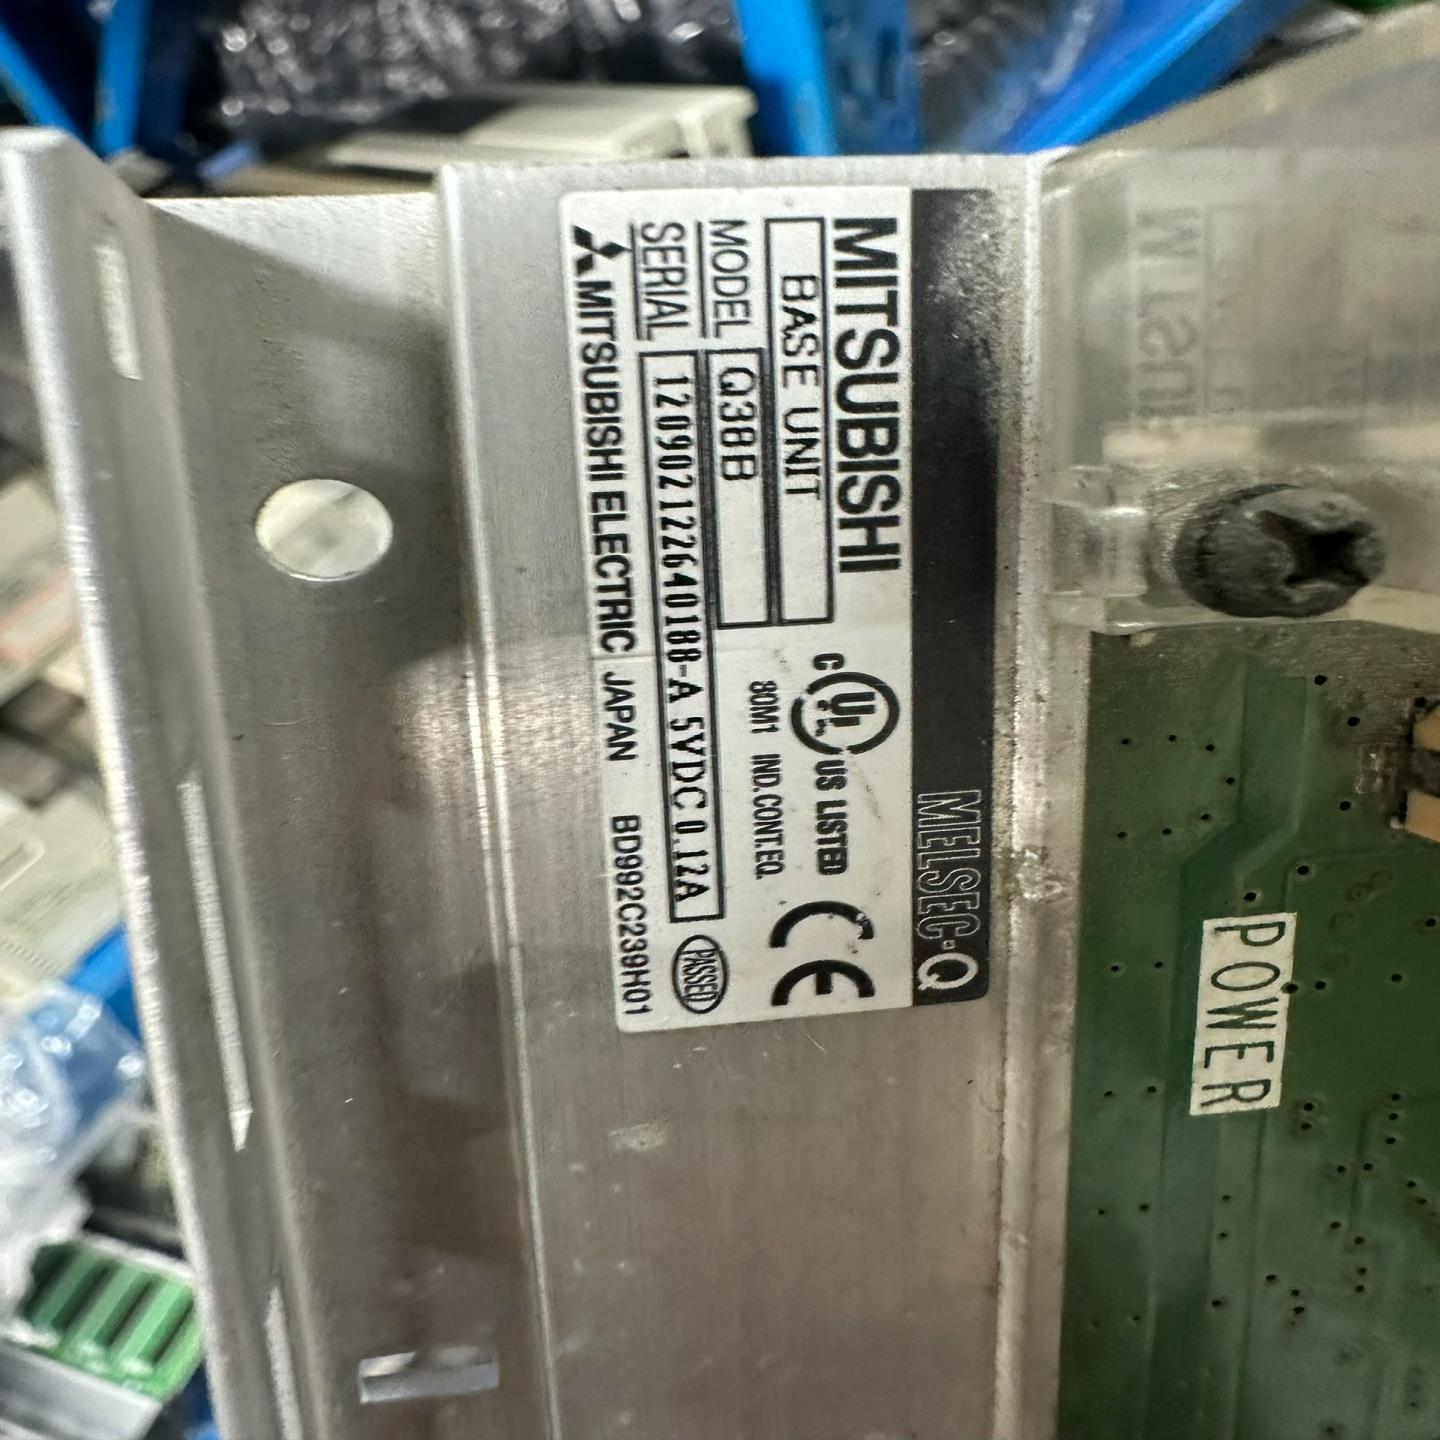 MELSEC-Q
MITSUBISHI
BASE UNIT
MODEL Q38B
C UL US LISTED
80M1 IND.CONT.EQ.
CE
SERIAL 120902122640188-A 5VDC 0.12A
PASSED
MITSUBISHI ELECTRIC JAPAN BD992C239H01
POWER